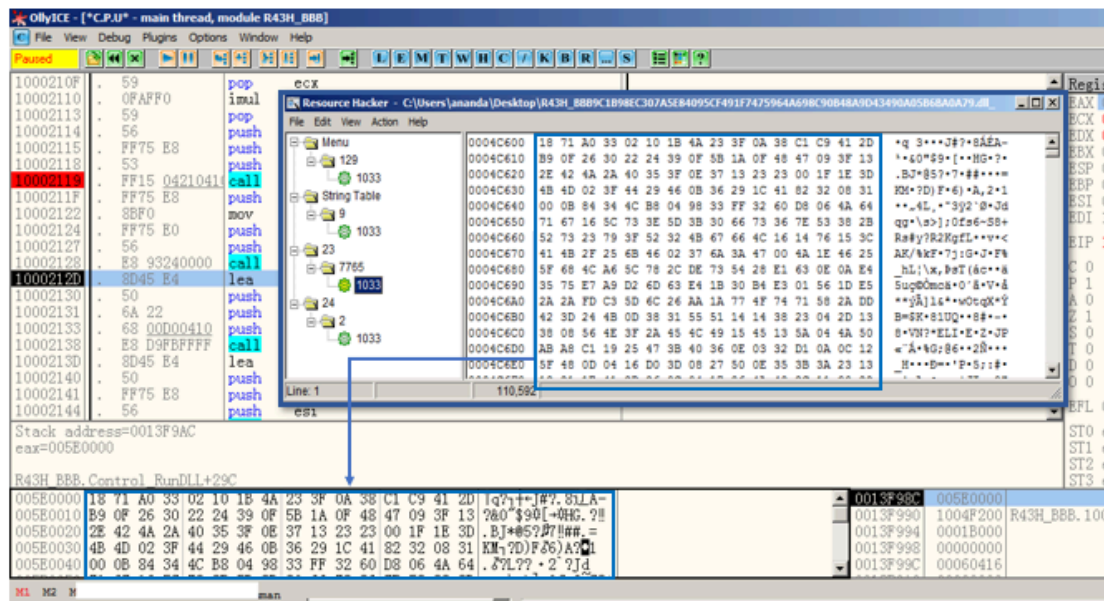 OllyICE - [*C.P.U* - main thread, module R43H_BBB]
File View Debug Plugins Options Window Help
Paused
L E M T W H C / K B R ... S
1000210F . 59 pop ecx
10002110 . 0FAFF0 imul
10002113 . 59 pop
10002114 . 56 push
10002115 . FF75 E8 push
10002118 . 53 push
10002119 . FF15 04210410 call
1000211F . FF75 E8 push
10002122 . 8BF0 mov
10002124 . FF75 E0 push
10002127 . 56 push
10002128 . E8 93240000 call
1000212D . 8D45 E4 lea
10002130 . 50 push
10002131 . 6A 22 push
10002133 . 68 00D00410 push
10002138 . E8 D9FBFFFF call
1000213D . 8D45 E4 lea
10002140 . 50 push
10002141 . FF75 E8 push
10002144 . 56 push esi
Resource Hacker - C:\Users\ananda\Desktop\R43H_BBB9C1B98EC307A5E84095CF491F7475964A698C90B48A9D43490A05B68A0A79.dll_
File Edit View Action Help
Menu
129
1033
String Table
9
1033
23
7765
1033
24
2
1033
0004C600 18 71 A0 33 02 10 1B 4A 23 3F 0A 38 C1 C9 41 2D
0004C610 B9 0F 26 30 22 24 39 0F 5B 1A 0F 48 47 09 3F 13
0004C620 2E 42 4A 2A 40 35 3F 0E 37 13 23 23 00 1F 1E 3D
0004C630 4B 4D 02 3F 44 29 46 0B 36 29 1C 41 82 32 08 31
0004C640 00 0B 84 34 4C B8 04 98 33 FF 32 60 D8 06 4A 64
0004C650 71 67 16 5C 73 3E 5D 3B 30 66 73 36 7E 53 38 2B
0004C660 52 73 23 79 3F 52 32 4B 67 66 4C 16 14 76 15 3C
0004C670 41 4B 2F 25 6B 46 02 37 6A 3A 47 00 4A 1E 46 25
0004C680 5F 68 4C A6 5C 78 2C DE 73 54 28 E1 63 0E 0A E4
0004C690 35 75 E7 A9 D2 6D 63 E4 1B 30 B4 E3 01 56 1D E5
0004C6A0 2A 2A FD C3 5D 6C 26 AA 1A 77 4F 74 71 58 2A DD
0004C6B0 42 3D 24 4B 0D 38 31 55 51 14 14 38 23 04 2D 13
0004C6C0 38 08 56 4E 3F 2A 45 4C 49 15 45 13 5A 04 4A 50
0004C6D0 AB A8 C1 19 25 47 3B 40 36 0E 03 32 D1 0A 0C 12
0004C6E0 5F 48 0D 04 16 D0 3D 08 27 50 0E 35 3B 3A 23 13
Line: 1 110,592
EAX
ECX
EDX
EBX
ESP
EBP
ESI
EDI
EIP
C 0
P 1
A 0
Z 1
S 0
T 0
D 0
O 0
EFL
ST0
ST1
ST2
ST3
Stack address=0013F9AC
eax=005E0000
R43H_BBB.Control_RunDLL+29C
005E0000 18 71 A0 33 02 10 1B 4A 23 3F 0A 38 C1 C9 41 2D
005E0010 B9 0F 26 30 22 24 39 0F 5B 1A 0F 48 47 09 3F 13
005E0020 2E 42 4A 2A 40 35 3F 0E 37 13 23 23 00 1F 1E 3D
005E0030 4B 4D 02 3F 44 29 46 0B 36 29 1C 41 82 32 08 31
005E0040 00 0B 84 34 4C B8 04 98 33 FF 32 60 D8 06 4A 64
0013F98C 005E0000
0013F990 1004F200 R43H_BBB.100
0013F994 0001B000
0013F998 00000000
0013F99C 00060416
M1 M2 M